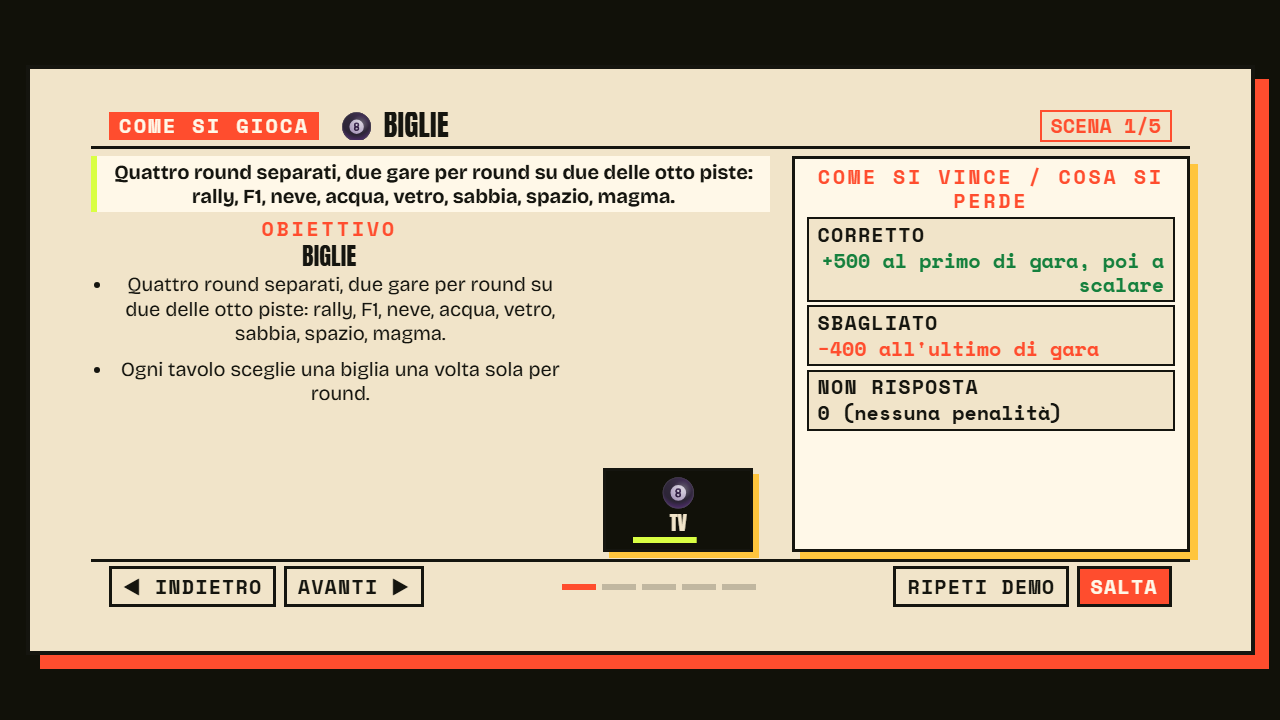 COME SI GIOCA
8
BIGLIE
SCENA 1/5
Quattro round separati, due gare per round su due delle otto piste:
rally, F1, neve, acqua, vetro, sabbia, spazio, magma.
OBIETTIVO
BIGLIE
• Quattro round separati, due gare per round su
due delle otto piste: rally, F1, neve, acqua, vetro,
sabbia, spazio, magma.
• Ogni tavolo sceglie una biglia una volta sola per
round.
8
TV
COME SI VINCE / COSA SI
PERDE
CORRETTO
+500 al primo di gara, poi a
scalare
SBAGLIATO
-400 all'ultimo di gara
NON RISPOSTA
0 (nessuna penalità)
◀ INDIETRO
AVANTI ▶
RIPETI DEMO
SALTA